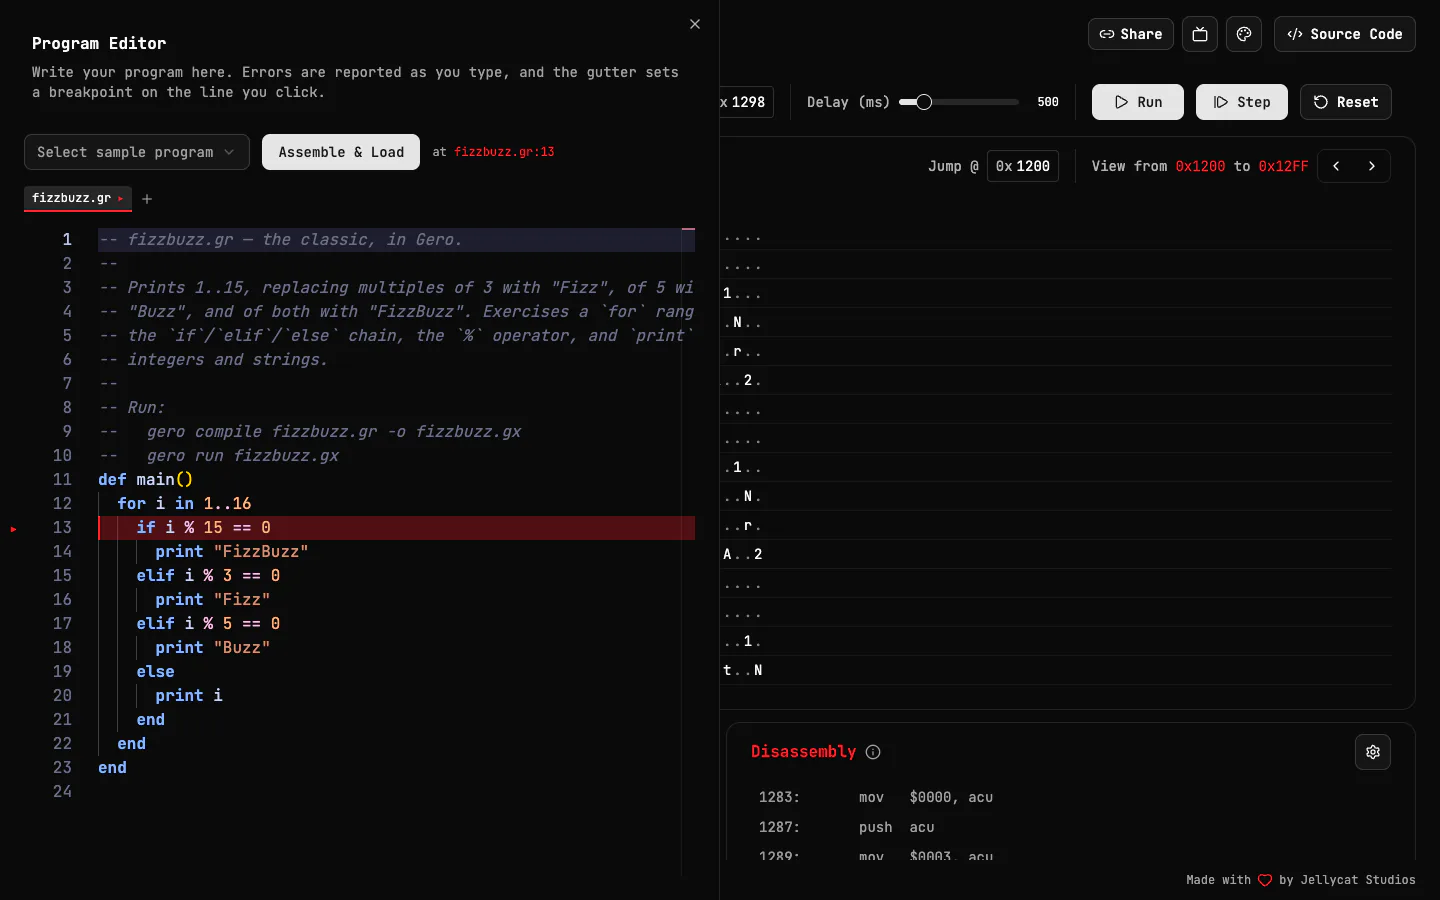 Program Editor
Write your program here. Errors are reported as you type, and the gutter sets
a breakpoint on the line you click.
Select sample program
Assemble & Load
at fizzbuzz.gr:13
fizzbuzz.gr
1 -- fizzbuzz.gr — the classic, in Gero.
2 --
3 -- Prints 1..15, replacing multiples of 3 with "Fizz", of 5 wi
4 -- "Buzz", and of both with "FizzBuzz". Exercises a `for` rang
5 -- the `if`/`elif`/`else` chain, the `%` operator, and `print`
6 -- integers and strings.
7 --
8 -- Run:
9 --   gero compile fizzbuzz.gr -o fizzbuzz.gx
10 --   gero run fizzbuzz.gx
11 def main()
12   for i in 1..16
13     if i % 15 == 0
14       print "FizzBuzz"
15     elif i % 3 == 0
16       print "Fizz"
17     elif i % 5 == 0
18       print "Buzz"
19     else
20       print i
21     end
22   end
23 end
24
Share
Source Code
x 1298
Delay (ms)
500
Run
Step
Reset
Jump @ 0x 1200
View from 0x1200 to 0x12FF
....
....
1...
.N..
.r..
..2.
....
....
.1..
..N.
..r.
A..2
....
....
..1.
t..N
Disassembly
1283: mov $0000, acu
1287: push acu
1289: mov $0003, acu
Made with by Jellycat Studios